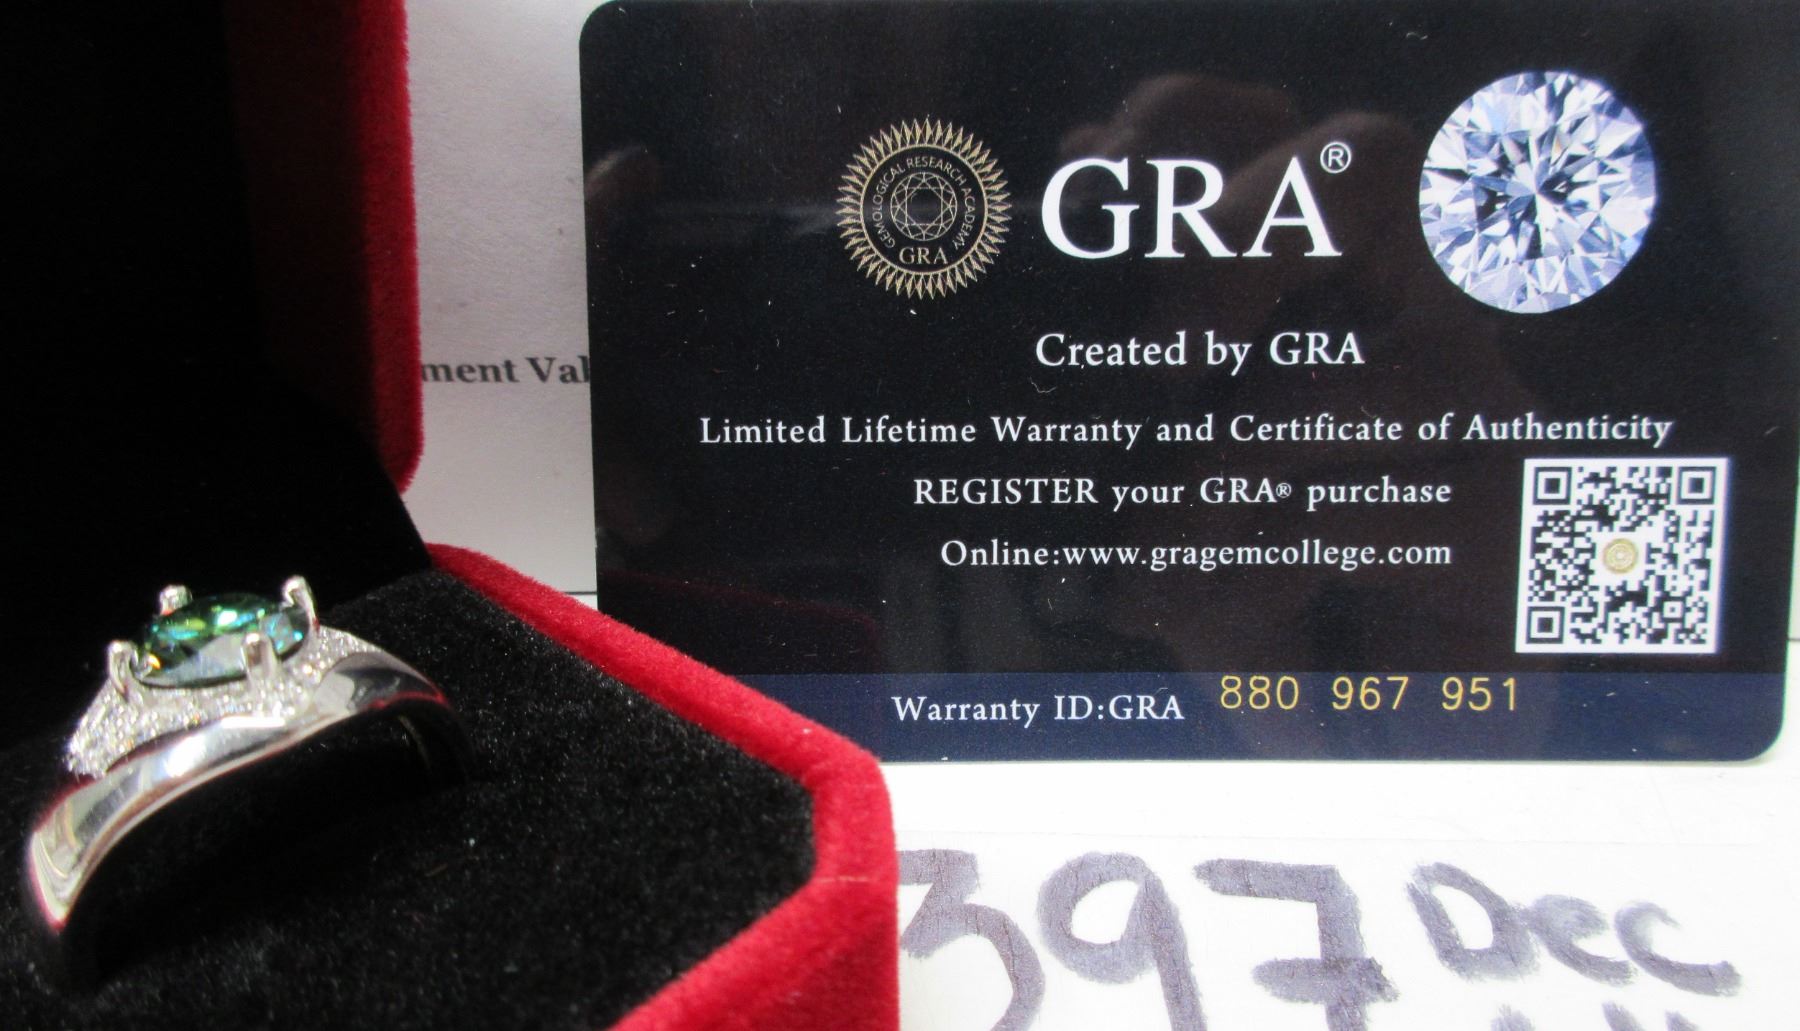 GEMOLOGICAL RESEARCH ACADEMY
GRA
GRA®
Created by GRA
ment Val
Limited Lifetime Warranty and Certificate of Authenticity
REGISTER your GRA® purchase
Online:www.gragemcollege.com
Warranty ID:GRA 880 967 951
397 Dec